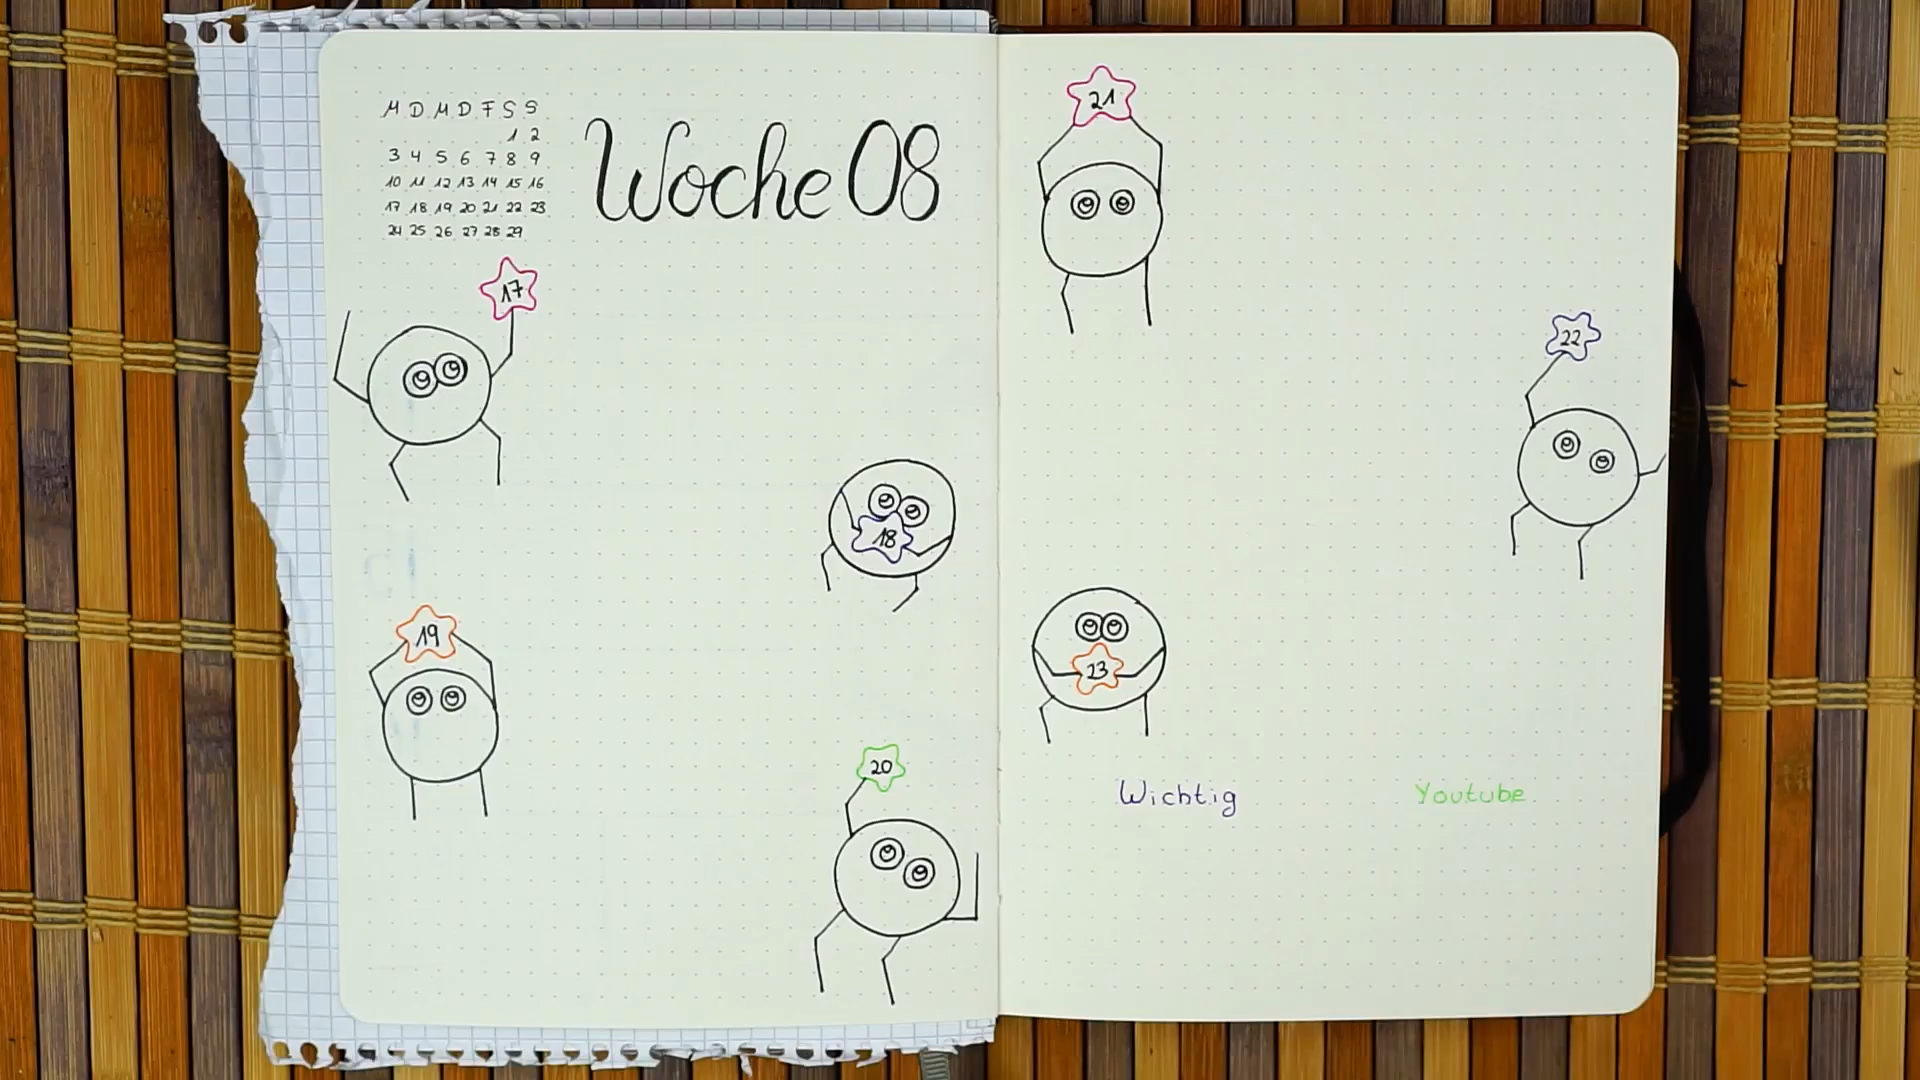 M D M D F S S
1 2
3 4 5 6 7 8 9
10 11 12 13 14 15 16
17 18 19 20 21 22 23
24 25 26 27 28 29
Woche 08
17
18
19
20
21
22
23
Wichtig
Youtube